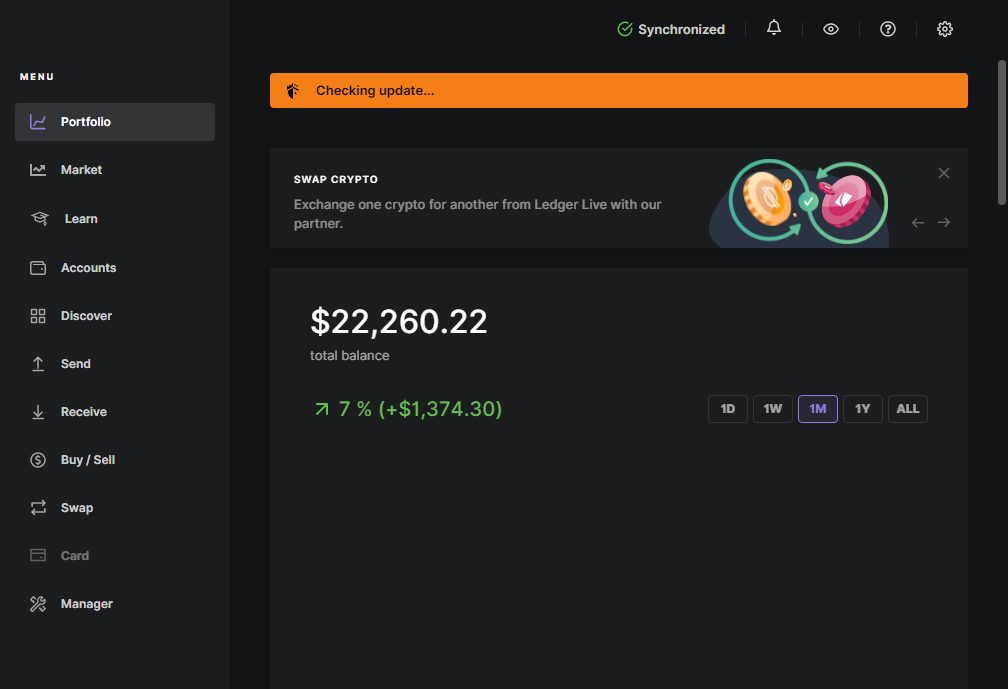 Synchronized
MENU
Portfolio
Market
Learn
Accounts
Discover
Send
Receive
Buy / Sell
Swap
Card
Manager
Checking update...
SWAP CRYPTO
Exchange one crypto for another from Ledger Live with our
partner.
$22,260.22
total balance
7 % (+$1,374.30)
1D 1W 1M 1Y ALL